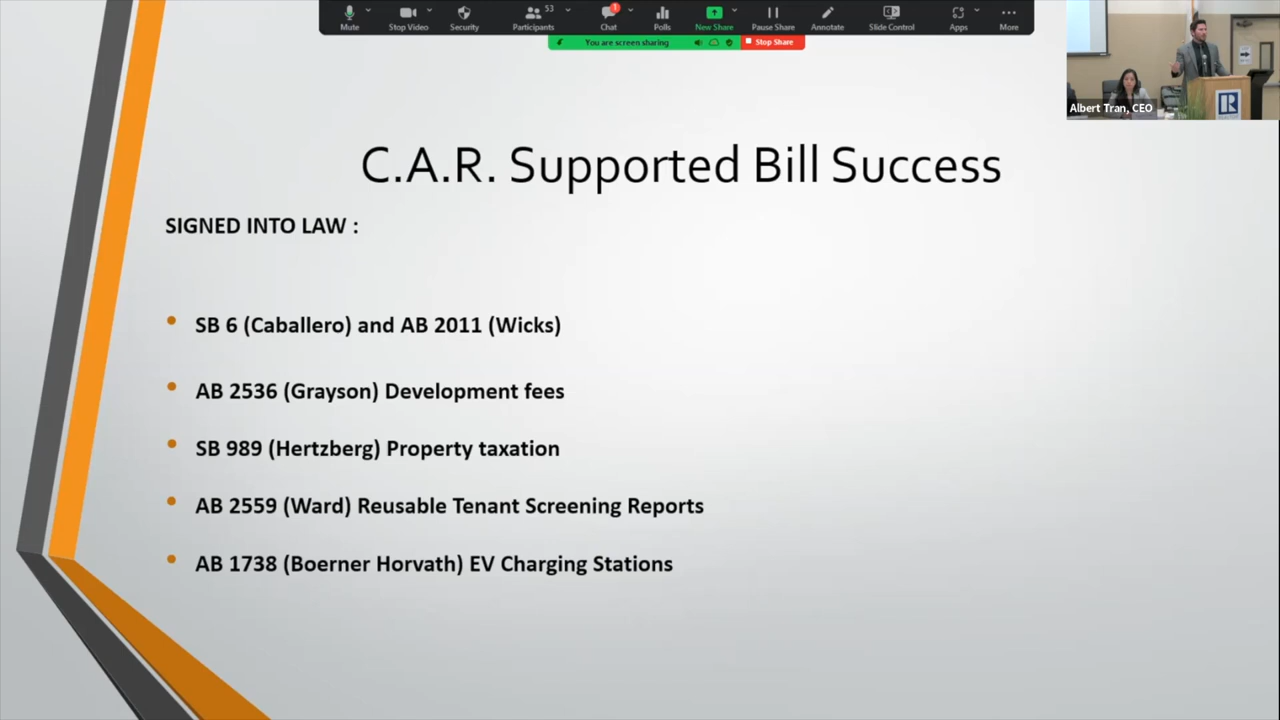 Mute
Stop Video
Security
Participants
53
Chat
1
Polls
New Share
Pause Share
Annotate
Slide Control
Apps
More
You are screen sharing
Stop Share
Albert Tran, CEO
R
C.A.R. Supported Bill Success
SIGNED INTO LAW :
• SB 6 (Caballero) and AB 2011 (Wicks)
• AB 2536 (Grayson) Development fees
• SB 989 (Hertzberg) Property taxation
• AB 2559 (Ward) Reusable Tenant Screening Reports
• AB 1738 (Boerner Horvath) EV Charging Stations